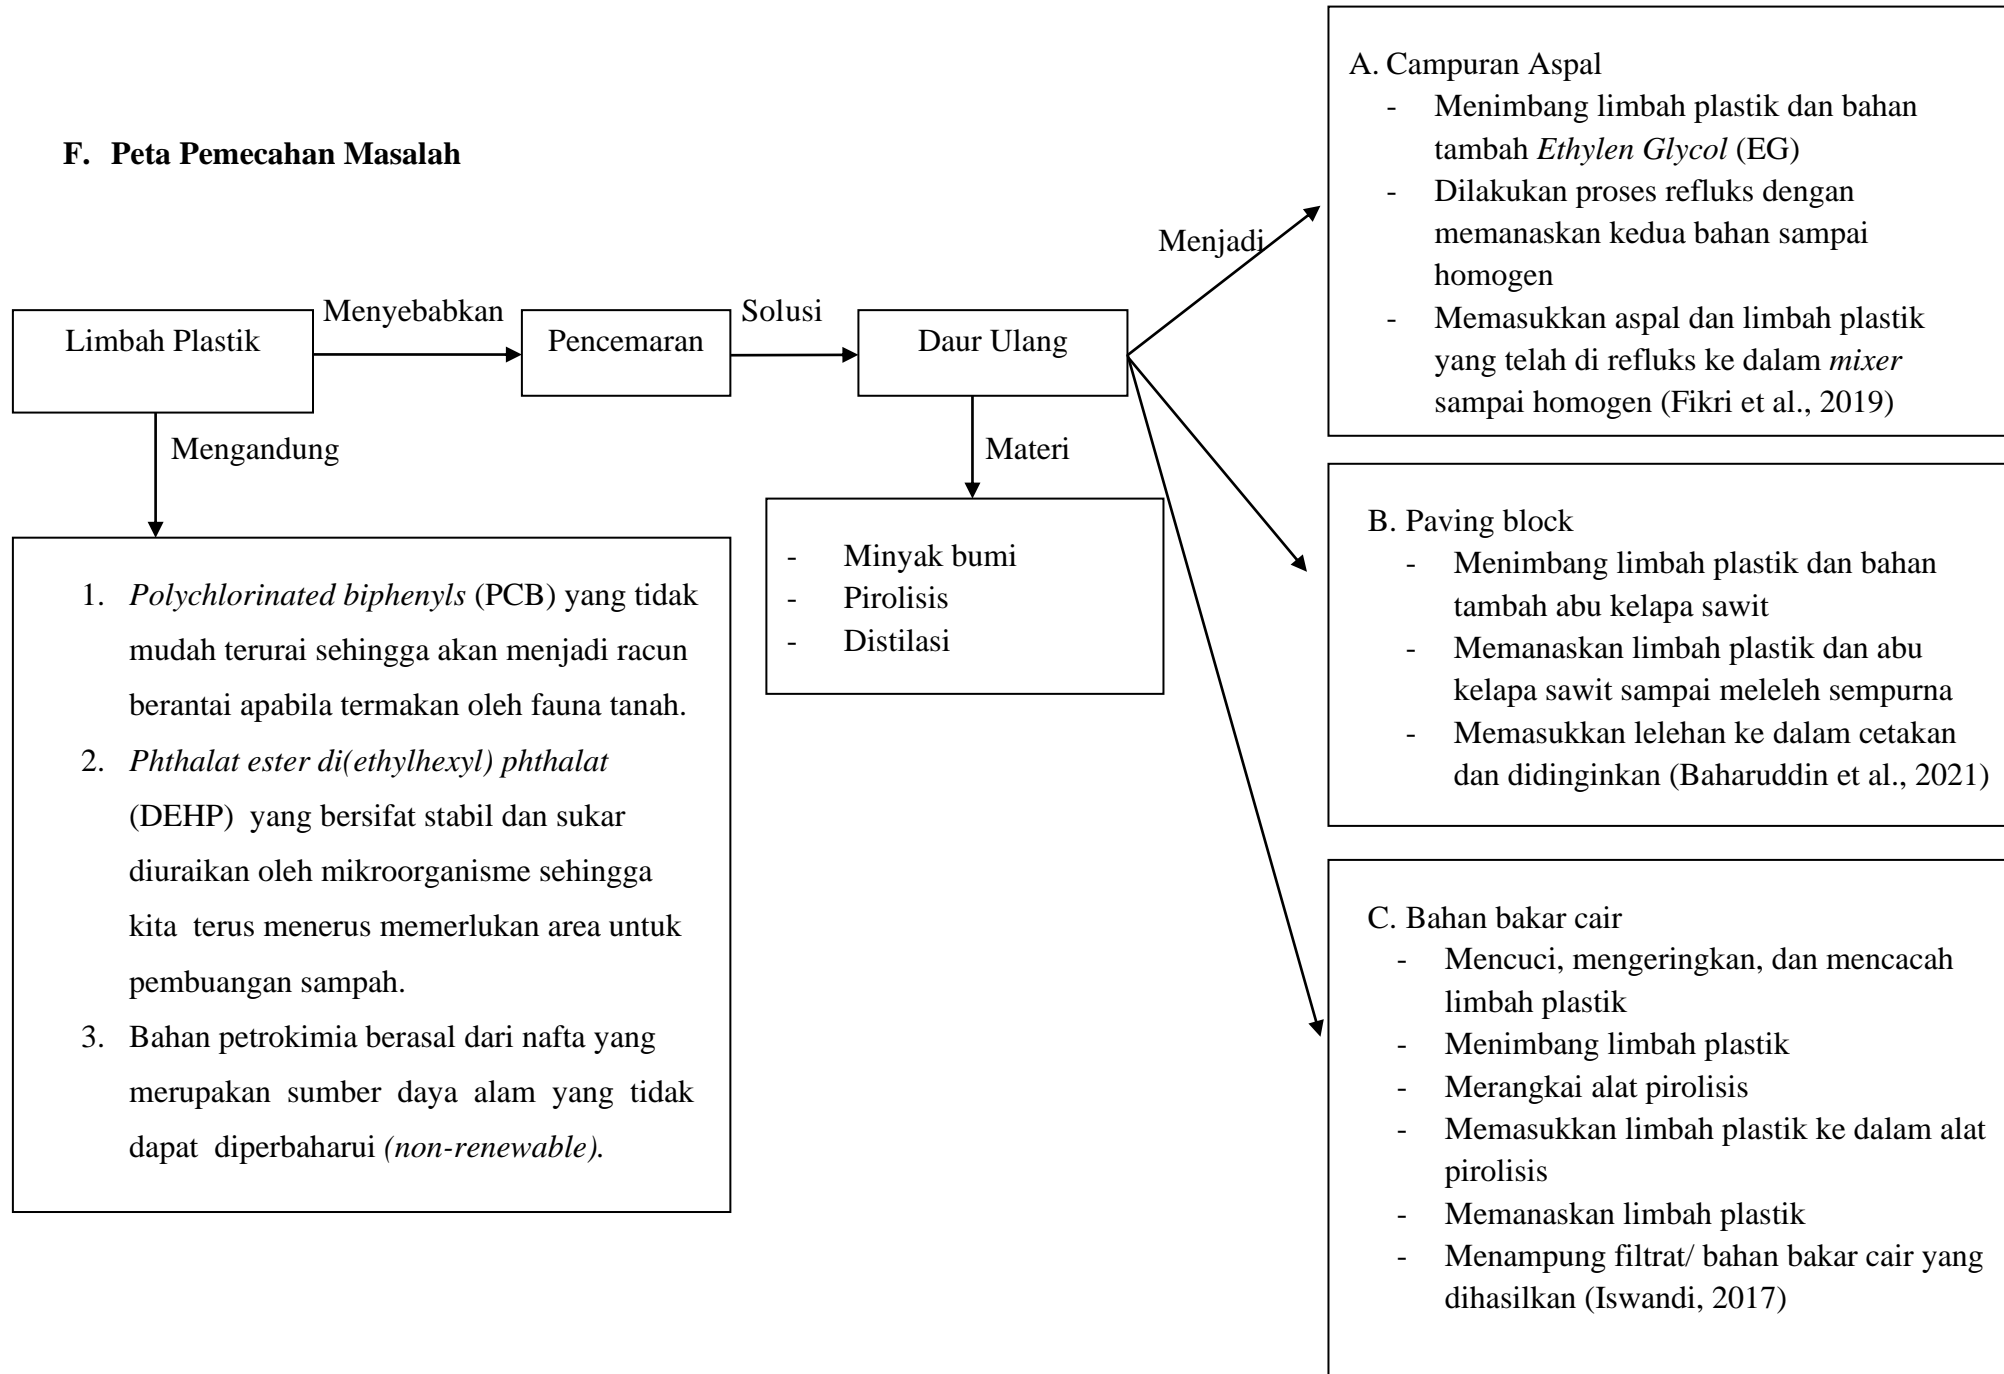 F. Peta Pemecahan Masalah
Limbah Plastik
Menyebabkan
Pencemaran
Solusi
Daur Ulang
Menjadi
Mengandung
Materi
1. Polychlorinated biphenyls (PCB) yang tidak
mudah terurai sehingga akan menjadi racun
berantai apabila termakan oleh fauna tanah.
2. Phthalat ester di(ethylhexyl) phthalat
(DEHP) yang bersifat stabil dan sukar
diuraikan oleh mikroorganisme sehingga
kita terus menerus memerlukan area untuk
pembuangan sampah.
3. Bahan petrokimia berasal dari nafta yang
merupakan sumber daya alam yang tidak
dapat diperbaharui (non-renewable).
- Minyak bumi
- Pirolisis
- Distilasi
A. Campuran Aspal
- Menimbang limbah plastik dan bahan
tambah Ethylen Glycol (EG)
- Dilakukan proses refluks dengan
memanaskan kedua bahan sampai
homogen
- Memasukkan aspal dan limbah plastik
yang telah di refluks ke dalam mixer
sampai homogen (Fikri et al., 2019)
B. Paving block
- Menimbang limbah plastik dan bahan
tambah abu kelapa sawit
- Memanaskan limbah plastik dan abu
kelapa sawit sampai meleleh sempurna
- Memasukkan lelehan ke dalam cetakan
dan didinginkan (Baharuddin et al., 2021)
C. Bahan bakar cair
- Mencuci, mengeringkan, dan mencacah
limbah plastik
- Menimbang limbah plastik
- Merangkai alat pirolisis
- Memasukkan limbah plastik ke dalam alat
pirolisis
- Memanaskan limbah plastik
- Menampung filtrat/ bahan bakar cair yang
dihasilkan (Iswandi, 2017)